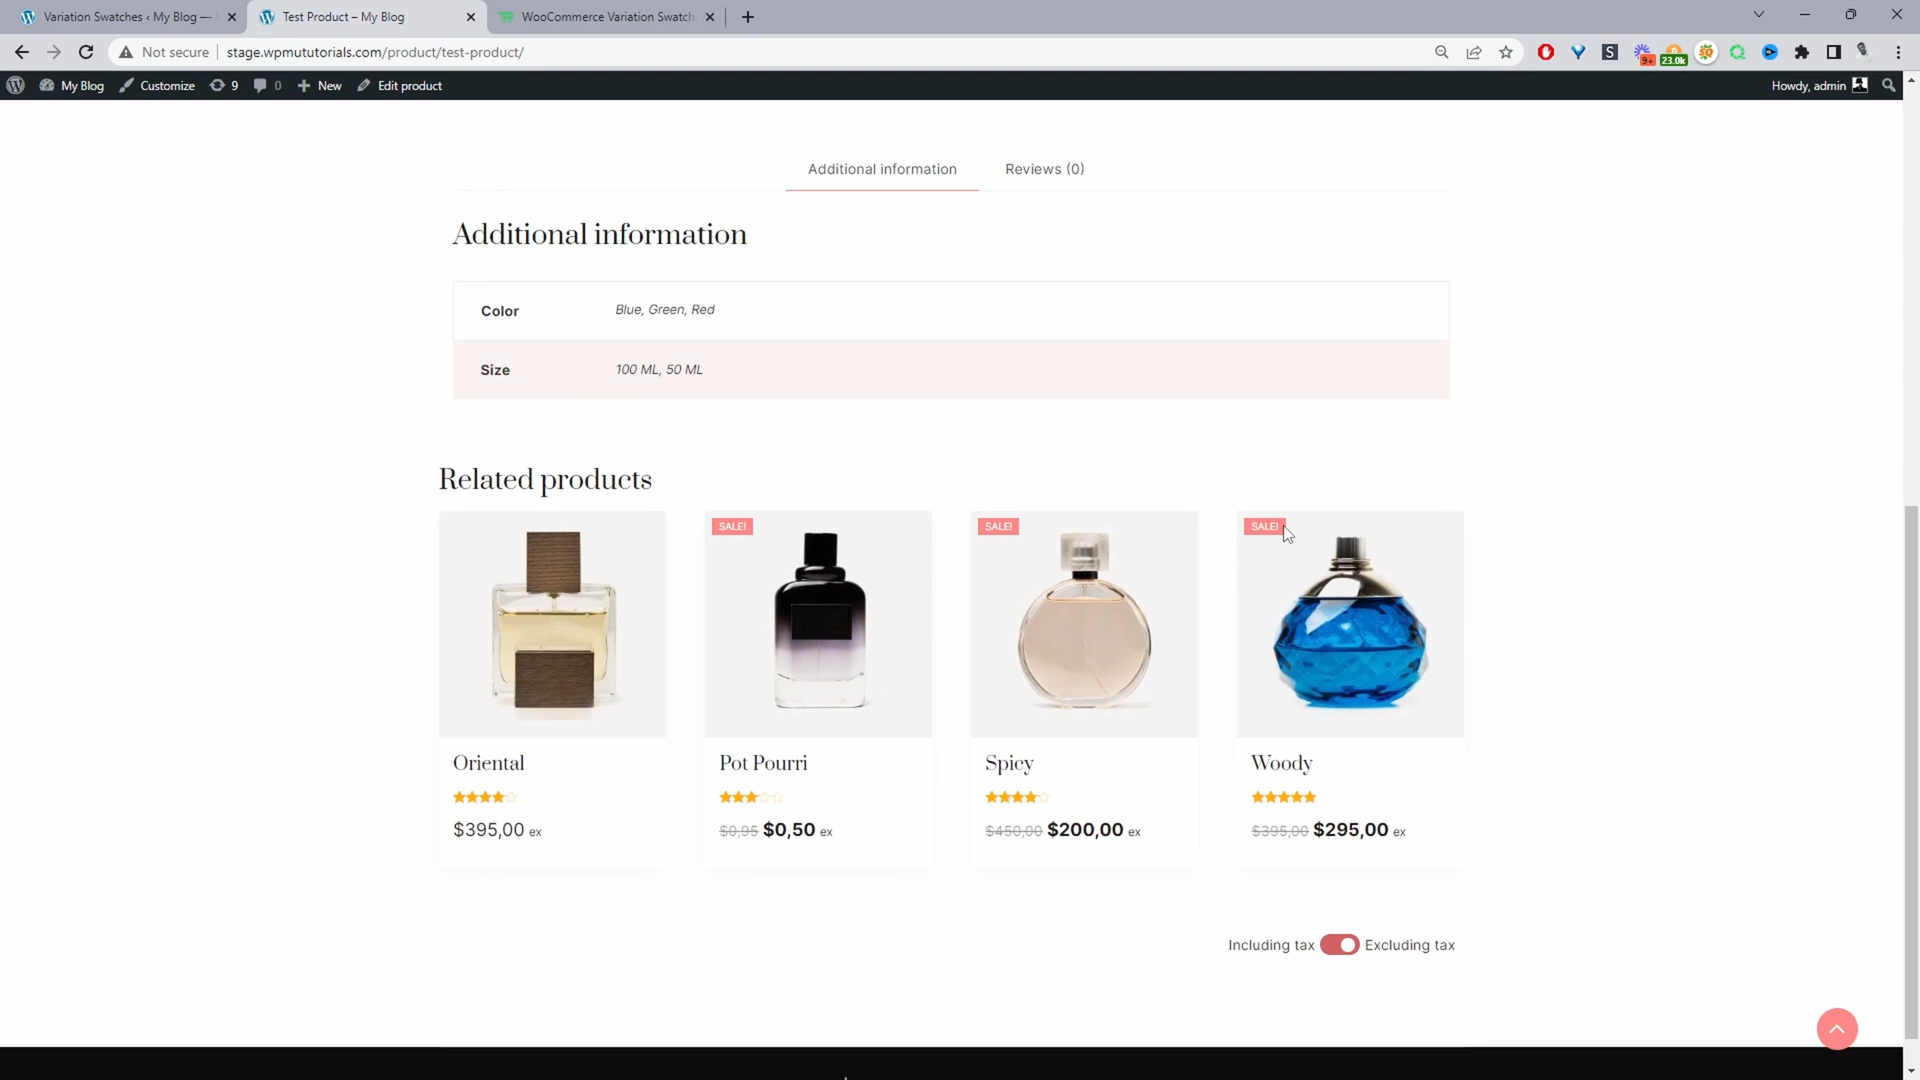 Variation Swatches ‹ My Blog —
Test Product – My Blog
WooCommerce Variation Swatch
Not secure
stage.wpmututorials.com/product/test-product/
9+
23.0k
S
My Blog
Customize
9
0
New
Edit product
Howdy, admin
Additional information
Reviews (0)
Additional information
Color
Blue, Green, Red
Size
100 ML, 50 ML
Related products
SALE!
SALE!
SALE!
Oriental
Pot Pourri
Spicy
Woody
$395,00 ex
$0,95 $0,50 ex
$450,00 $200,00 ex
$395,00 $295,00 ex
Including tax
Excluding tax